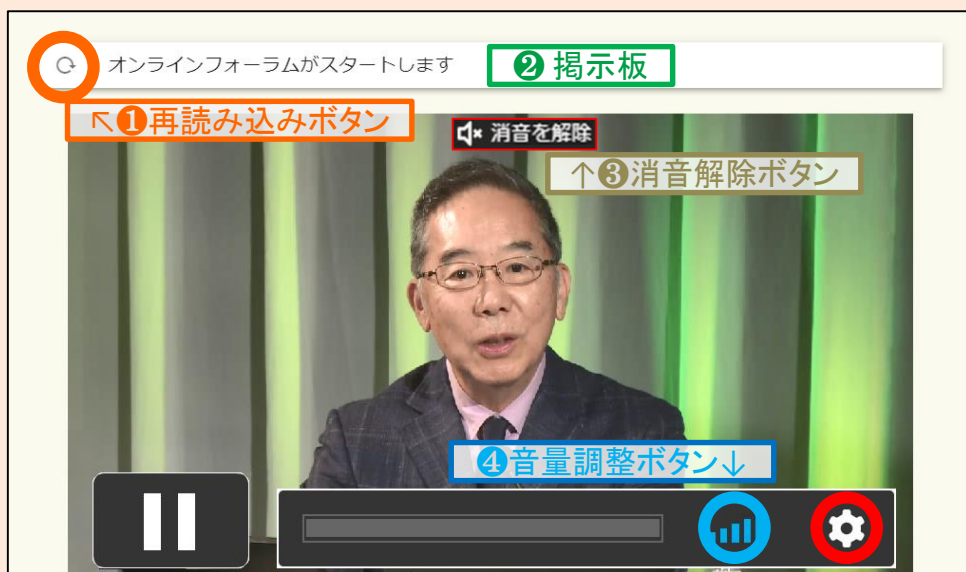 オンラインフォーラムがスタートします
❷ 掲示板
↖❶再読み込みボタン
消音を解除
↑❸消音解除ボタン
❹音量調整ボタン↓